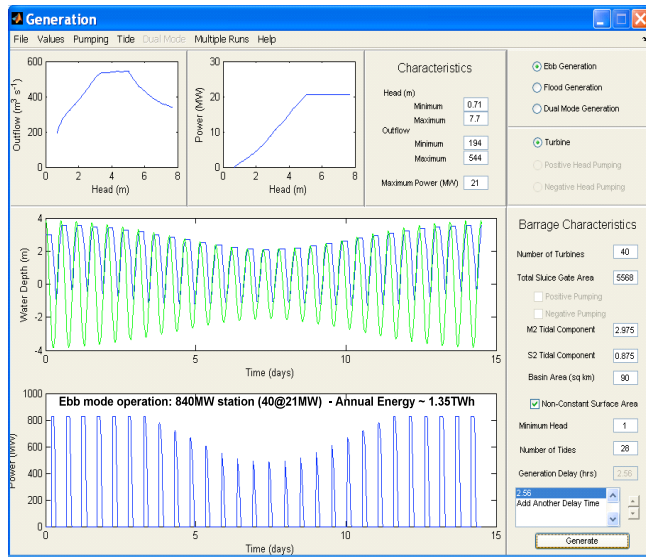 Generation
File Values Pumping Tide Dual Mode Multiple Runs Help
600
400
200
0
0 2 4 6 8
Outflow (m³ s⁻¹)
Head (m)
30
20
10
0
0 2 4 6 8
Power (MW)
Head (m)
Characteristics
Head (m)
Minimum 0.71
Maximum 7.7
Outflow
Minimum 194
Maximum 544
Maximum Power (MW) 21
Ebb Generation
Flood Generation
Dual Mode Generation
Turbine
Positive Head Pumping
Negative Head Pumping
4
2
0
-2
-4
0 5 10 15
Water Depth (m)
Time (days)
Barrage Characteristics
Number of Turbines 40
Total Sluice Gate Area 5568
Positive Pumping
Negative Pumping
M2 Tidal Component 2.975
S2 Tidal Component 0.875
Basin Area (sq km) 90
Non-Constant Surface Area
Minimum Head 1
Number of Tides 28
Generation Delay (hrs) 2.56
2.56
Add Another Delay Time
Generate
Ebb mode operation: 840MW station (40@21MW) - Annual Energy ~ 1.35TWh
1000
800
600
400
200
0
0 5 10 15
Power (MW)
Time (days)